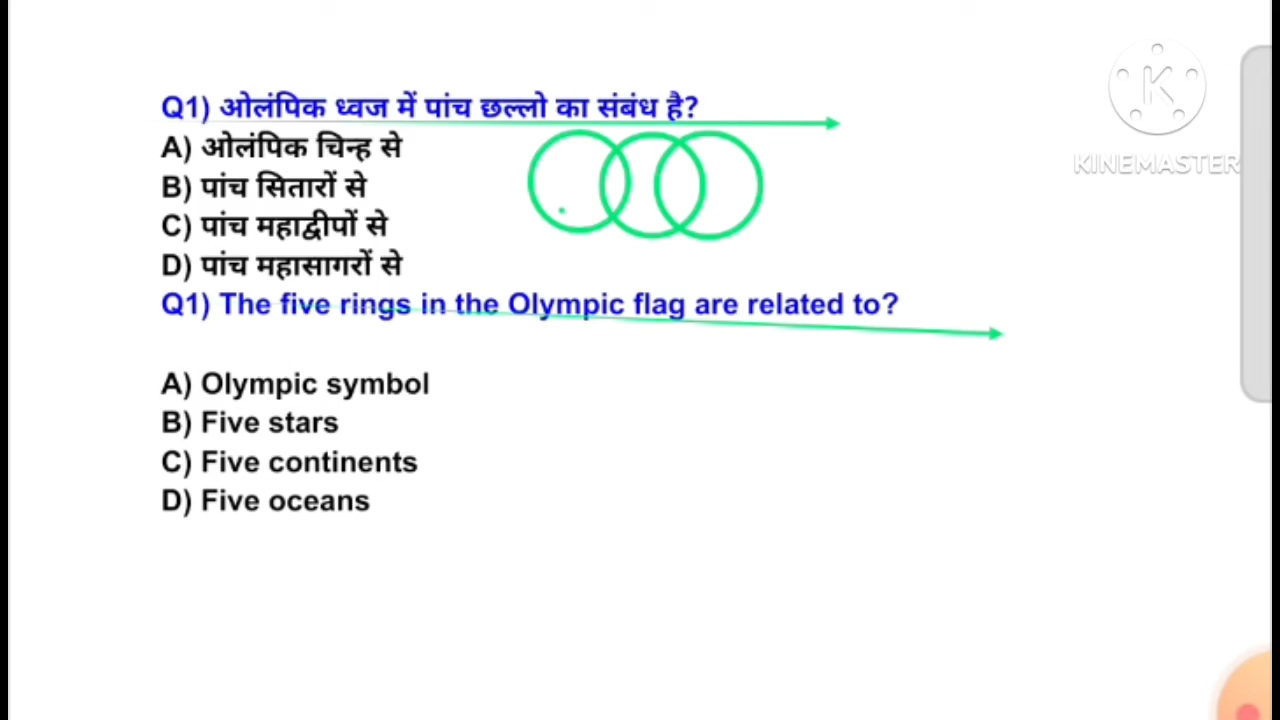 Q1) ओलंपिक ध्वज में पांच छल्लो का संबंध है?
A) ओलंपिक चिन्ह से
B) पांच सितारों से
C) पांच महाद्वीपों से
D) पांच महासागरों से
Q1) The five rings in the Olympic flag are related to?
A) Olympic symbol
B) Five stars
C) Five continents
D) Five oceans
K
KINEMASTER